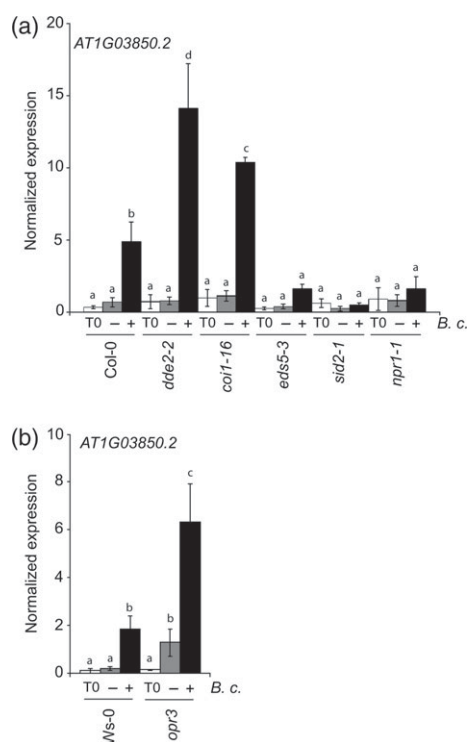 (a)
AT1G03850.2
Normalized expression
20
15
10
5
0
a a b a a d a a c a a a a a a a a a
T0 – + T0 – + T0 – + T0 – + T0 – + T0 – + B. c.
Col-0 dde2-2 coi1-16 eds5-3 sid2-1 npr1-1
(b)
AT1G03850.2
Normalized expression
10
8
6
4
2
0
a a b a b c
T0 – + T0 – + B. c.
Ws-0 opr3